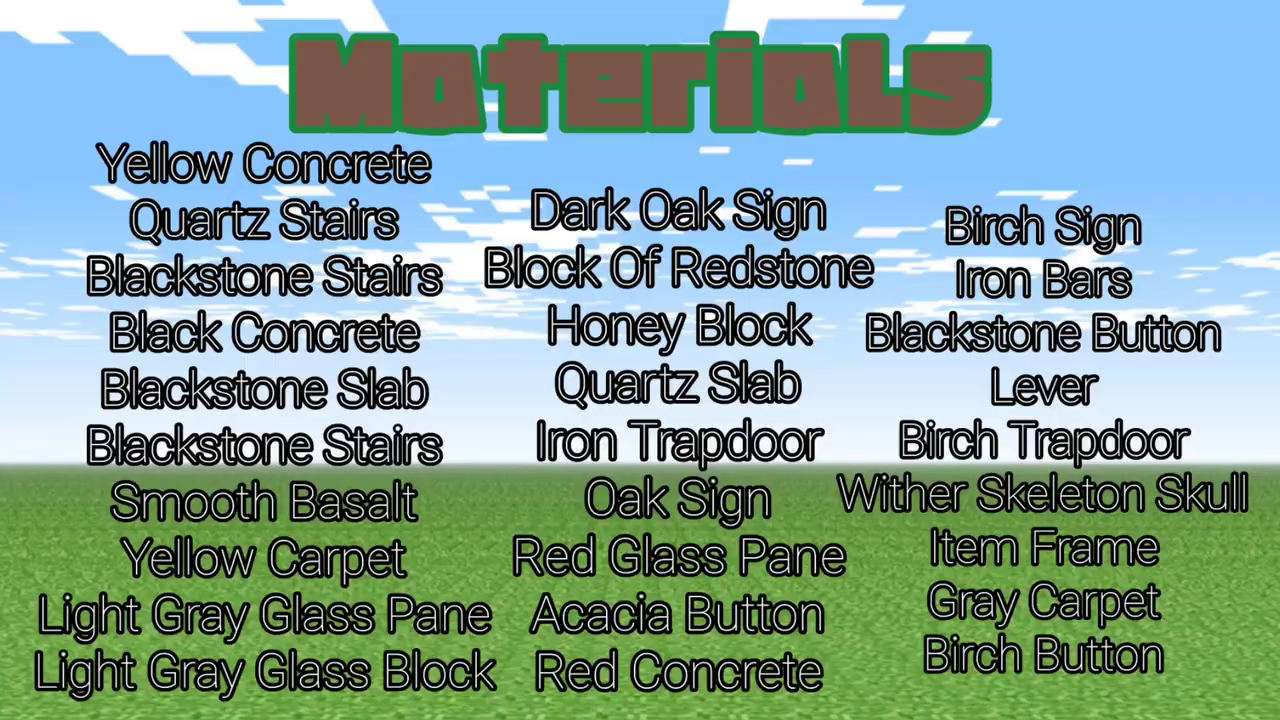 Materials
Yellow Concrete
Quartz Stairs
Blackstone Stairs
Black Concrete
Blackstone Slab
Blackstone Stairs
Smooth Basalt
Yellow Carpet
Light Gray Glass Pane
Light Gray Glass Block
Dark Oak Sign
Block Of Redstone
Honey Block
Quartz Slab
Iron Trapdoor
Oak Sign
Red Glass Pane
Acacia Button
Red Concrete
Birch Sign
Iron Bars
Blackstone Button
Lever
Birch Trapdoor
Wither Skeleton Skull
Item Frame
Gray Carpet
Birch Button